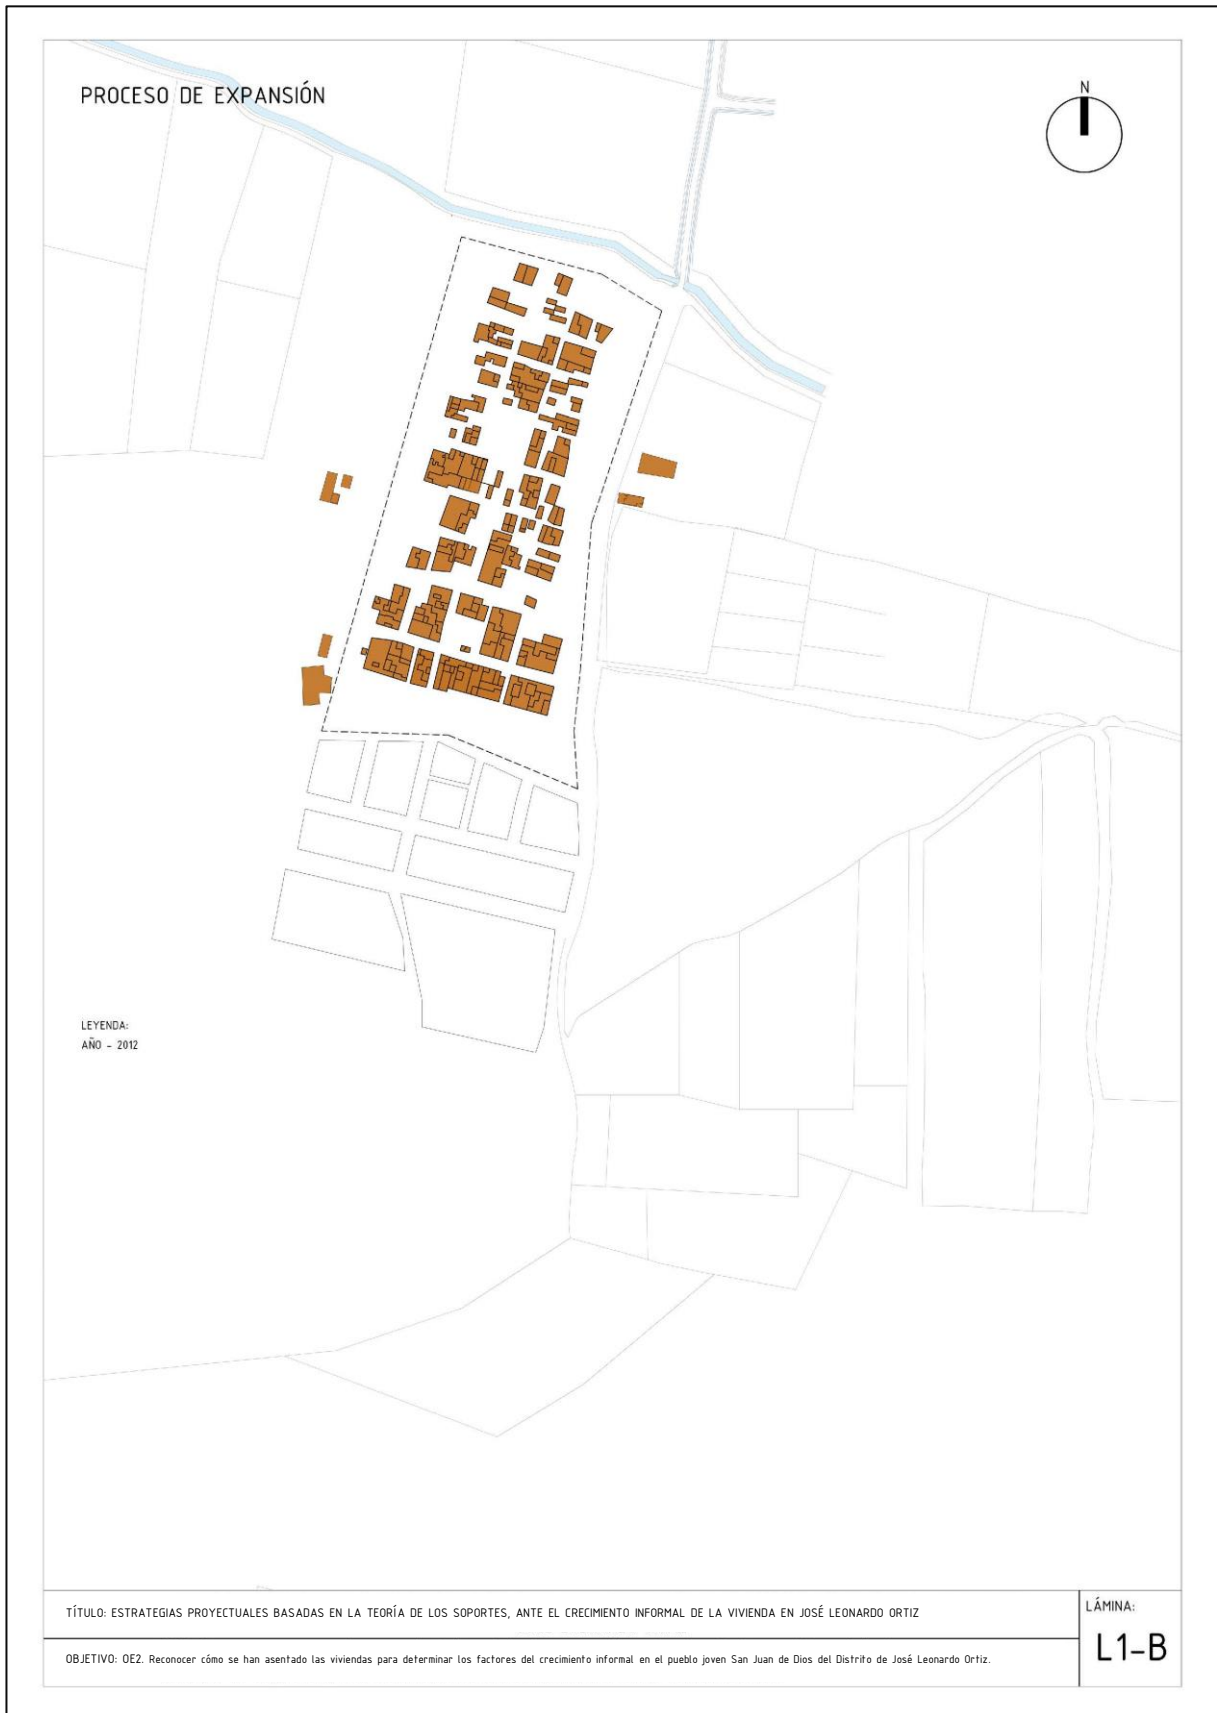 PROCESO DE EXPANSIÓN
N
LEYENDA:
AÑO - 2012
TÍTULO: ESTRATEGIAS PROYECTUALES BASADAS EN LA TEORÍA DE LOS SOPORTES, ANTE EL CRECIMIENTO INFORMAL DE LA VIVIENDA EN JOSÉ LEONARDO ORTIZ
OBJETIVO: OE2. Reconocer cómo se han asentado las viviendas para determinar los factores del crecimiento informal en el pueblo joven San Juan de Dios del Distrito de José Leonardo Ortiz.
LÁMINA:
L1-B